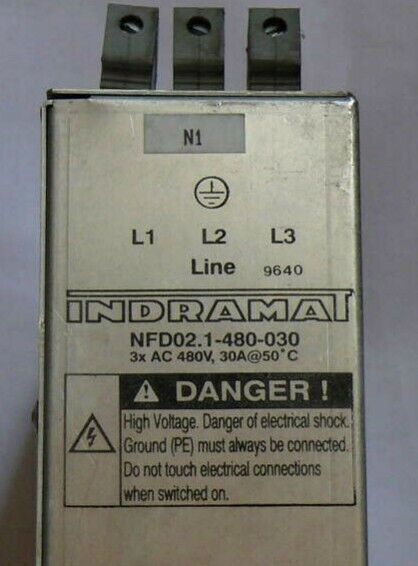 N1
L1 L2 L3
Line 9640
INDRAMAT
NFD02.1-480-030
3x AC 480V, 30A@50°C
DANGER !
High Voltage. Danger of electrical shock.
Ground (PE) must always be connected.
Do not touch electrical connections
when switched on.